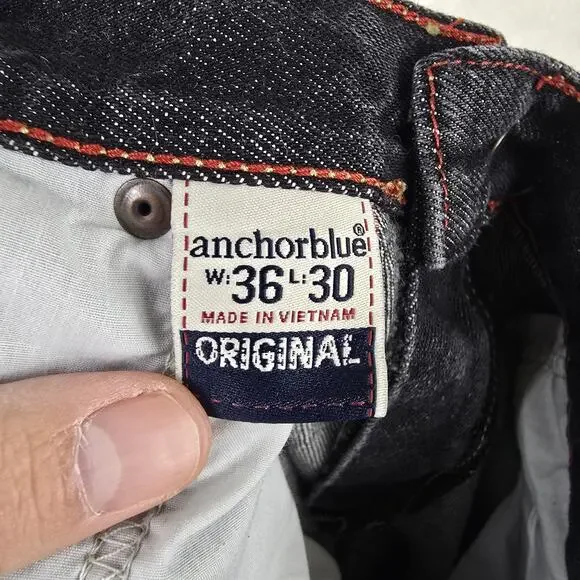 anchorblue®
W:36 L:30
MADE IN VIETNAM
ORIGINAL